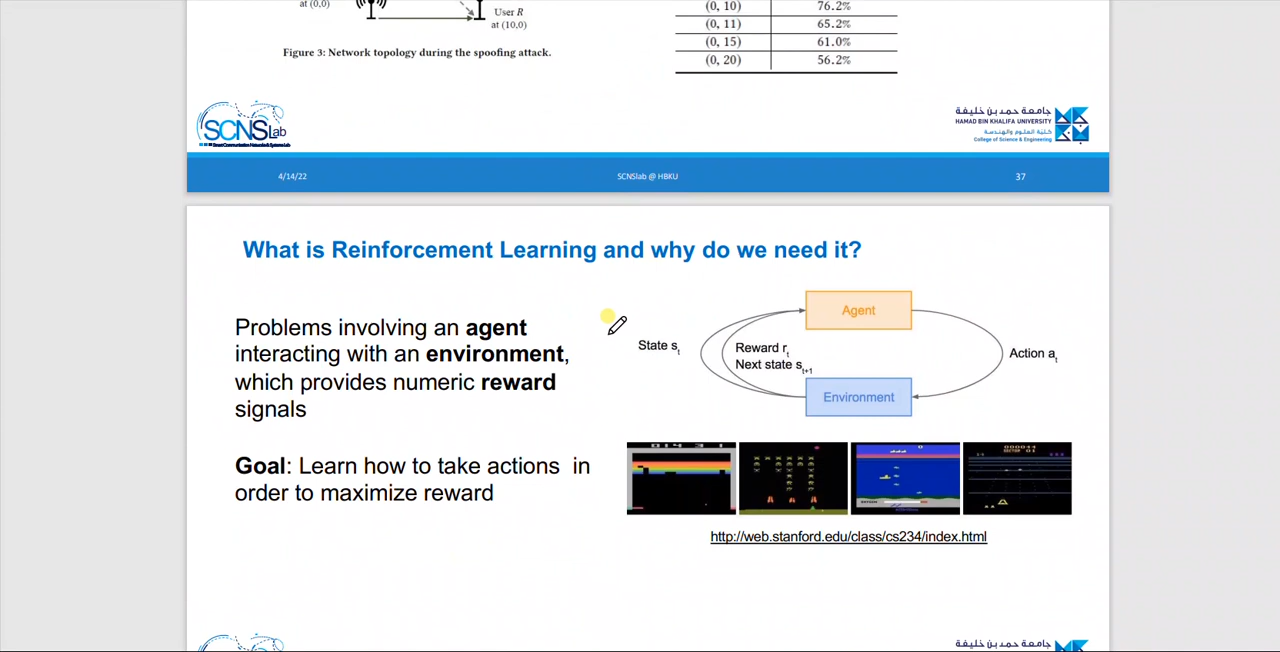 at (0,0)
User R
at (10,0)
Figure 3: Network topology during the spoofing attack.
(0, 10) 76.2%
(0, 11) 65.2%
(0, 15) 61.0%
(0, 20) 56.2%
SCNSLab
Smart Communication Networks & Systems Lab
جامعة حمد بن خليفة
HAMAD BIN KHALIFA UNIVERSITY
كلية العلوم والهندسة
College of Science & Engineering
4/14/22 SCNSlab @ HBKU 37
What is Reinforcement Learning and why do we need it?
Problems involving an agent
interacting with an environment,
which provides numeric reward
signals
Goal: Learn how to take actions in
order to maximize reward
Agent
State sₜ
Reward rₜ
Next state sₜ₊₁
Action aₜ
Environment
http://web.stanford.edu/class/cs234/index.html
جامعة حمد بن خليفة